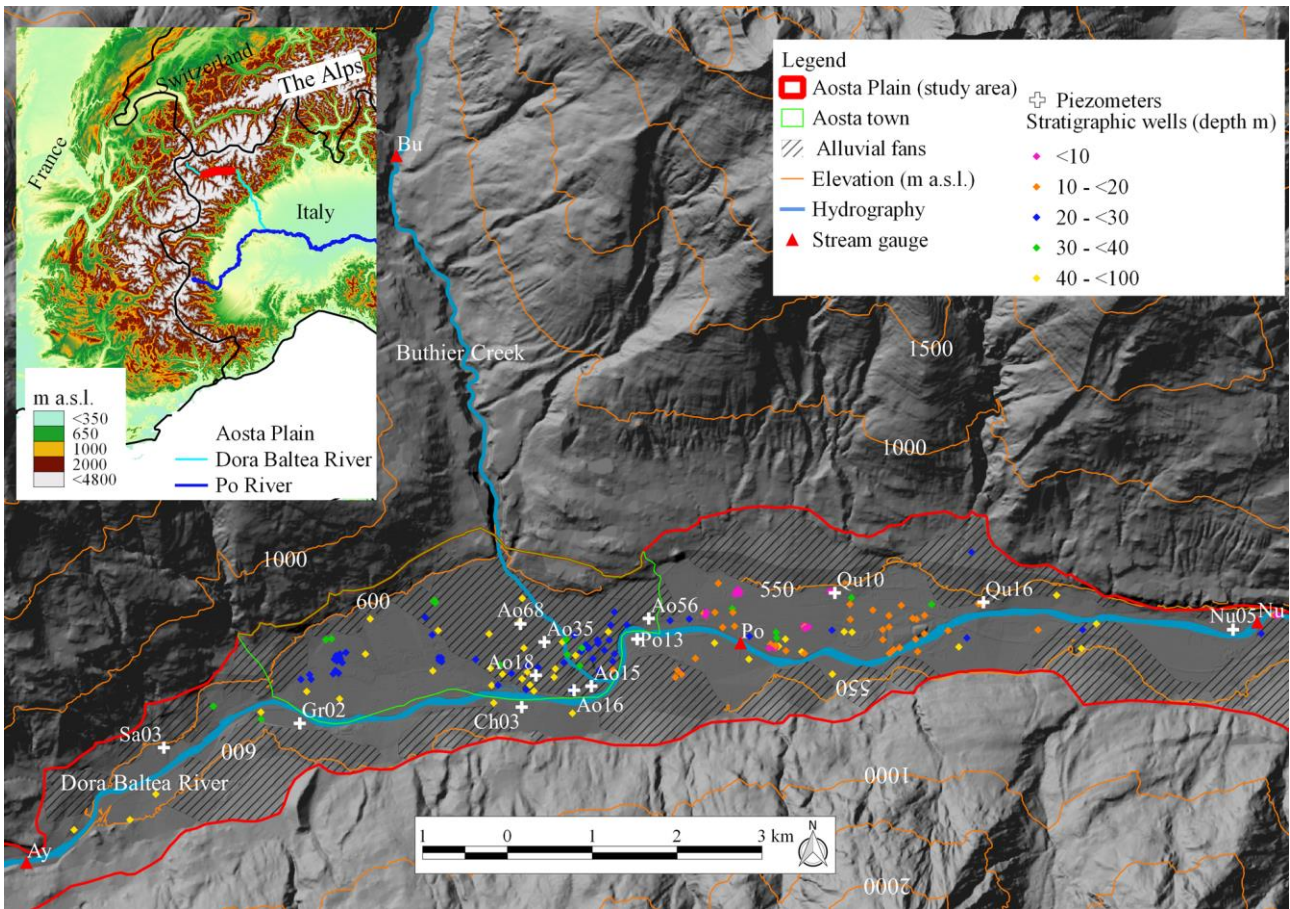 Switzerland
The Alps
France
Italy
m a.s.l.
<350
650
1000
2000
<4800
Aosta Plain
Dora Baltea River
Po River
Legend
Aosta Plain (study area)
Aosta town
Alluvial fans
Elevation (m a.s.l.)
Hydrography
Stream gauge
Piezometers
Stratigraphic wells (depth m)
<10
10 - <20
20 - <30
30 - <40
40 - <100
Bu
Buthier Creek
1500
1000
1000
600
550
Qu10
Qu16
Ao68
Ao56
Ao35
Po13
Nu05
Nu
Po
Ao18
Ao15
Ao16
Ch03
550
Gr02
Sa03
600
Dora Baltea River
Ay
1000
2000
1 0 1 2 3 km
N